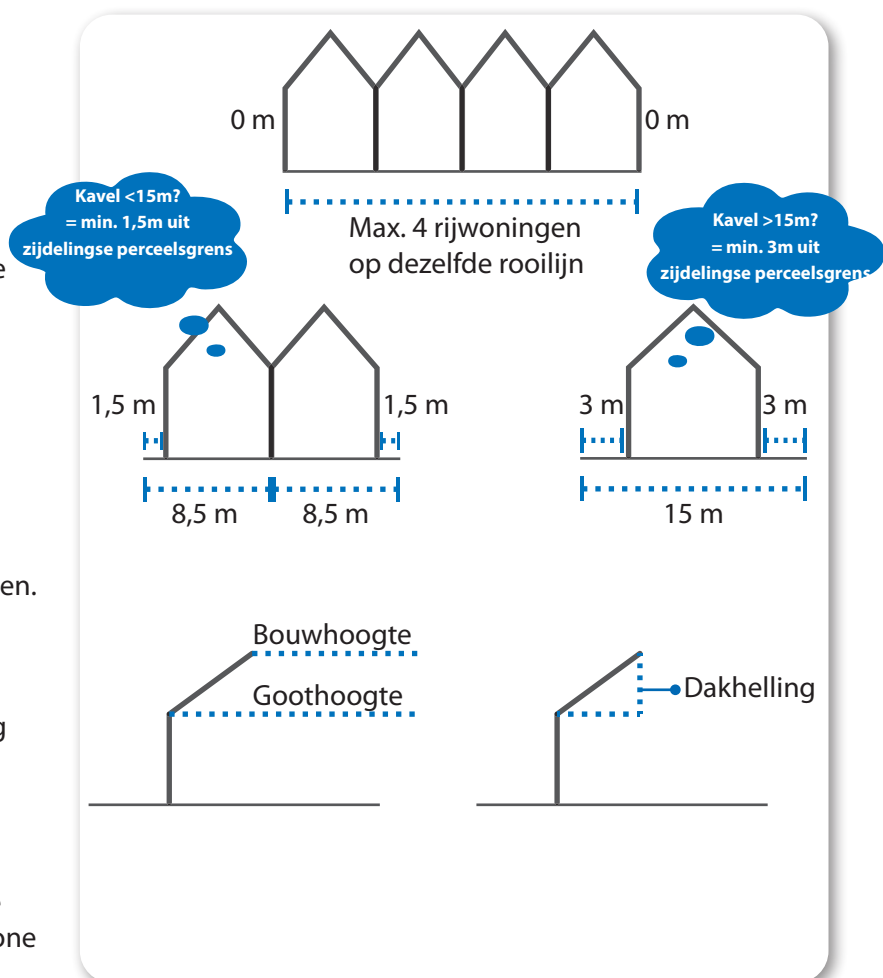 0 m
0 m
Kavel <15m?
= min. 1,5m uit
zijdelingse perceelsgrens
Max. 4 rijwoningen
op dezelfde rooilijn
Kavel >15m?
= min. 3m uit
zijdelingse perceelsgrens
e
1,5 m
1,5 m
3 m
3 m
8,5 m
8,5 m
15 m
en.
Bouwhoogte
Goothoogte
Dakhelling
g
one